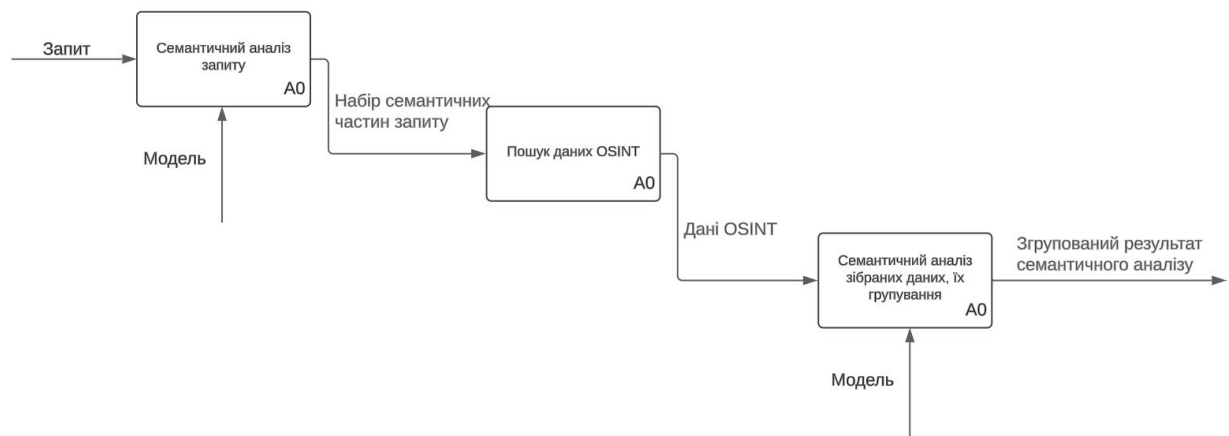 Запит
Семантичний аналіз
запиту
A0
Модель
Набір семантичних
частин запиту
Пошук даних OSINT
A0
Дані OSINT
Семантичний аналіз
зібраних даних, їх
групування
A0
Модель
Згрупований результат
семантичного аналізу